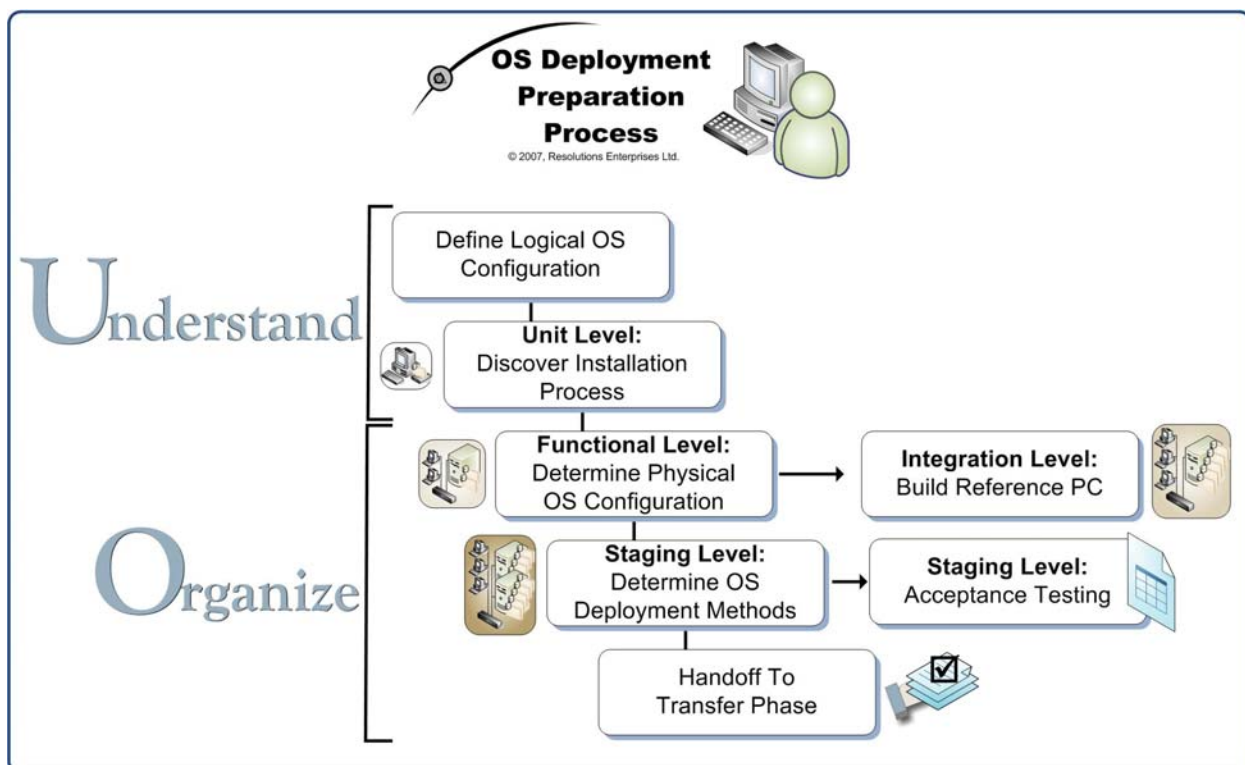 OS Deployment
Preparation
Process
© 2007, Resolutions Enterprises Ltd.
Understand
Define Logical OS
Configuration
Unit Level:
Discover Installation
Process
Organize
Functional Level:
Determine Physical
OS Configuration
Integration Level:
Build Reference PC
Staging Level:
Determine OS
Deployment Methods
Staging Level:
Acceptance Testing
Handoff To
Transfer Phase